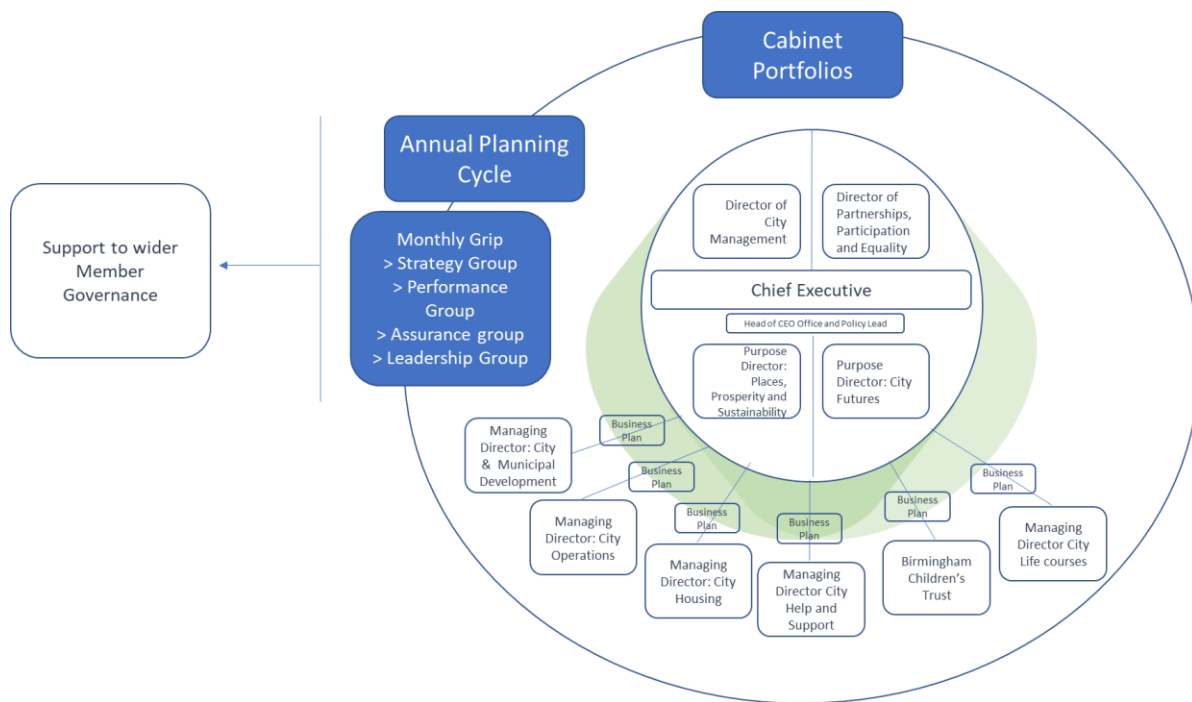 Cabinet
Portfolios
Annual Planning
Cycle
Monthly Grip
> Strategy Group
> Performance
Group
> Assurance group
> Leadership Group
Support to wider
Member
Governance
Director of
City
Management
Director of
Partnerships,
Participation
and Equality
Chief Executive
Head of CEO Office and Policy Lead
Purpose
Director:
Places,
Prosperity and
Sustainability
Purpose
Director: City
Futures
Managing
Director: City
& Municipal
Development
Business
Plan
Managing
Director: City
Operations
Business
Plan
Managing
Director: City
Housing
Business
Plan
Managing
Director City
Help and
Support
Business
Plan
Birmingham
Children's
Trust
Business
Plan
Managing
Director City
Life courses
Business
Plan